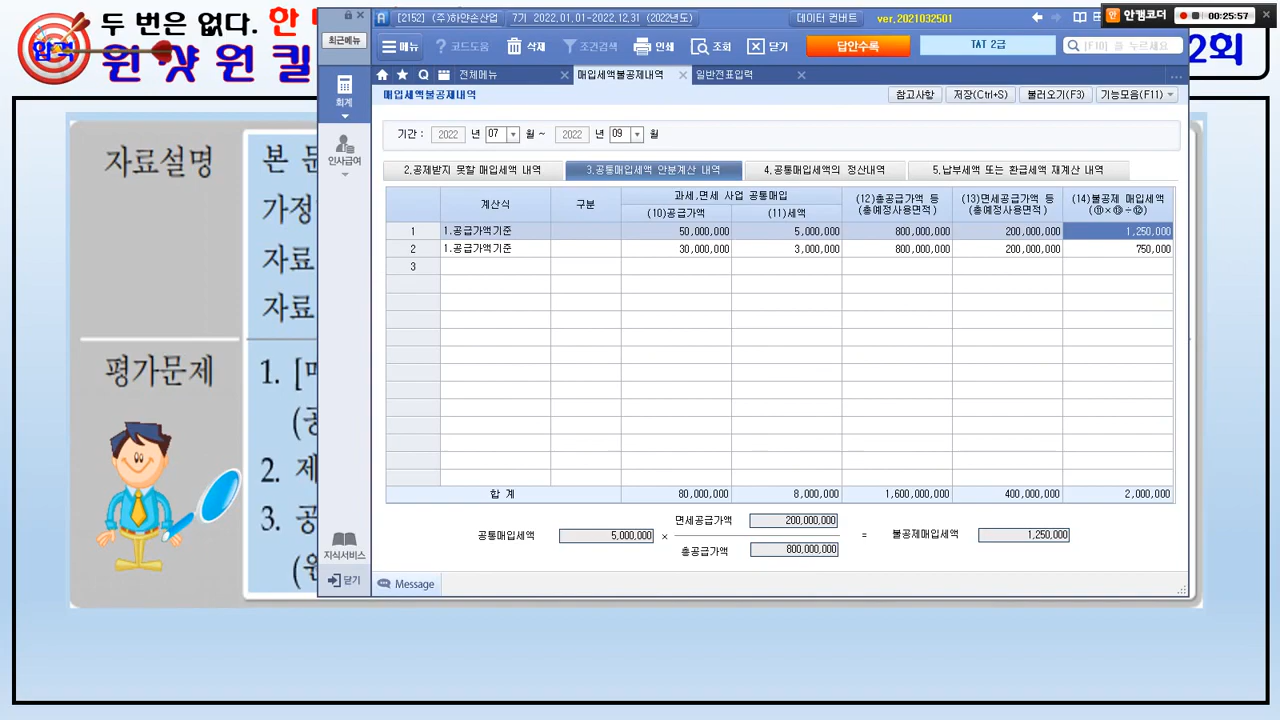 두 번은 없다. 한
합격
원 샷 원 킬
2회
안캠코더
00:25:57
자료설명
본 문
가정
자료
자료
평가문제
1. [매
(공
2. 제
3. 공
(원
최근메뉴
회계
인사급여
지식서비스
닫기
[2152] (주)하얀손산업
7기 2022.01.01~2022.12.31 (2022년도)
데이터 컨버트
ver.2021032501
메뉴
코드도움
삭제
조건검색
인쇄
조회
닫기
답안수록
TAT 2급
[F10] 을 누르세요
전체메뉴
매입세액불공제내역
일반전표입력
매입세액불공제내역
참고사항
저장(Ctrl+S)
불러오기(F3)
기능모음(F11)
기간 : 2022 년 07 월 ~ 2022 년 09 월
2.공제받지 못할 매입세액 내역
3.공통매입세액 안분계산 내역
4.공통매입세액의 정산내역
5.납부세액 또는 환급세액 재계산 내역
계산식 구분 과세,면세 사업 공통매입 (12)총공급가액 등 (13)면세공급가액 등 (14)불공제 매입세액
(10)공급가액 (11)세액 (총예정사용면적) (총예정사용면적) (⑪×⑬÷⑫)
1 1.공급가액기준 50,000,000 5,000,000 800,000,000 200,000,000 1,250,000
2 1.공급가액기준 30,000,000 3,000,000 800,000,000 200,000,000 750,000
3
합 계 80,000,000 8,000,000 1,600,000,000 400,000,000 2,000,000
면세공급가액 200,000,000
공통매입세액 5,000,000 × = 불공제매입세액 1,250,000
총공급가액 800,000,000
Message